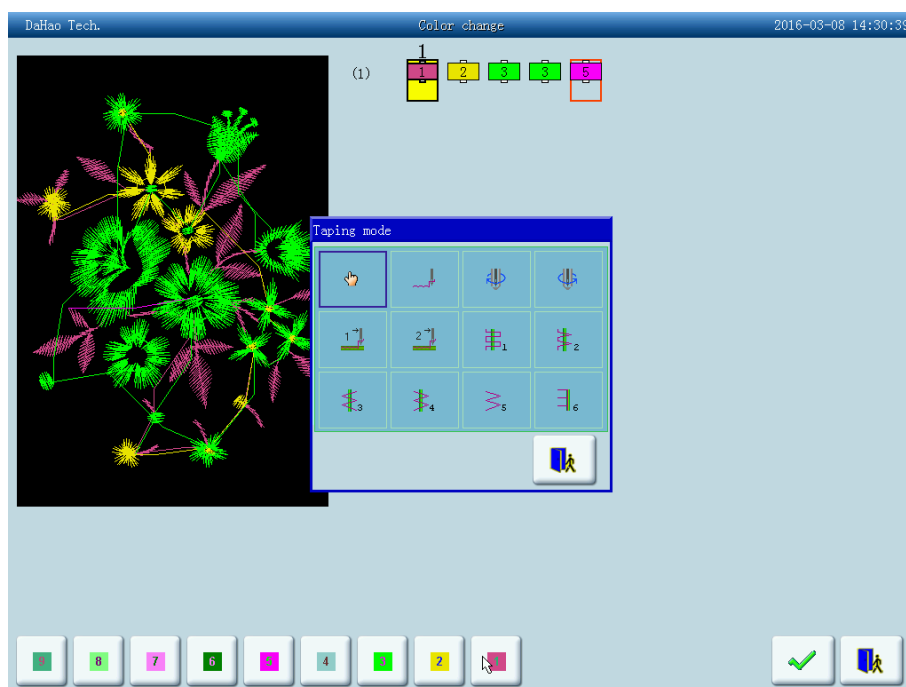 DaHao Tech. Color change 2016-03-08 14:30:39
1
(1) 1 2 3 3 5
Taping mode
1 2 1 2
3 4 5 6
9 8 7 6 5 4 3 2 1